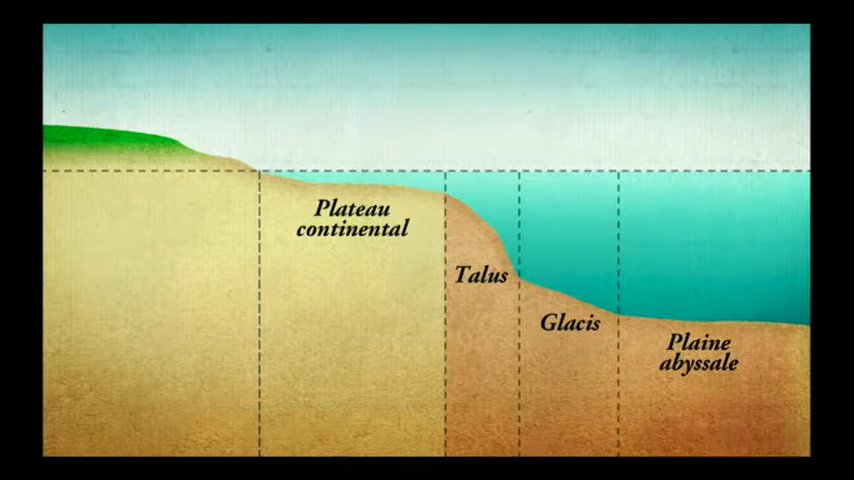 Plateau
continental
Talus
Glacis
Plaine
abyssale